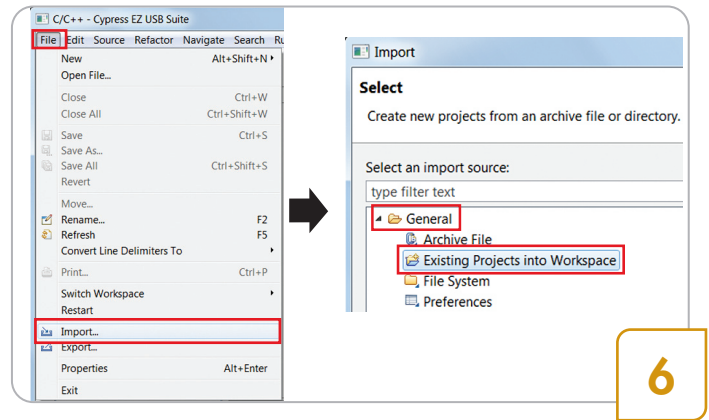 C/C++ - Cypress EZ USB Suite
File Edit Source Refactor Navigate Search
New Alt+Shift+N
Open File...
Close Ctrl+W
Close All Ctrl+Shift+W
Save Ctrl+S
Save As...
Save All Ctrl+Shift+S
Revert
Move...
Rename... F2
Refresh F5
Convert Line Delimiters To
Print... Ctrl+P
Switch Workspace
Restart
Import...
Export...
Properties Alt+Enter
Exit
Import
Select
Create new projects from an archive file or directory.
Select an import source:
type filter text
General
Archive File
Existing Projects into Workspace
File System
Preferences
6